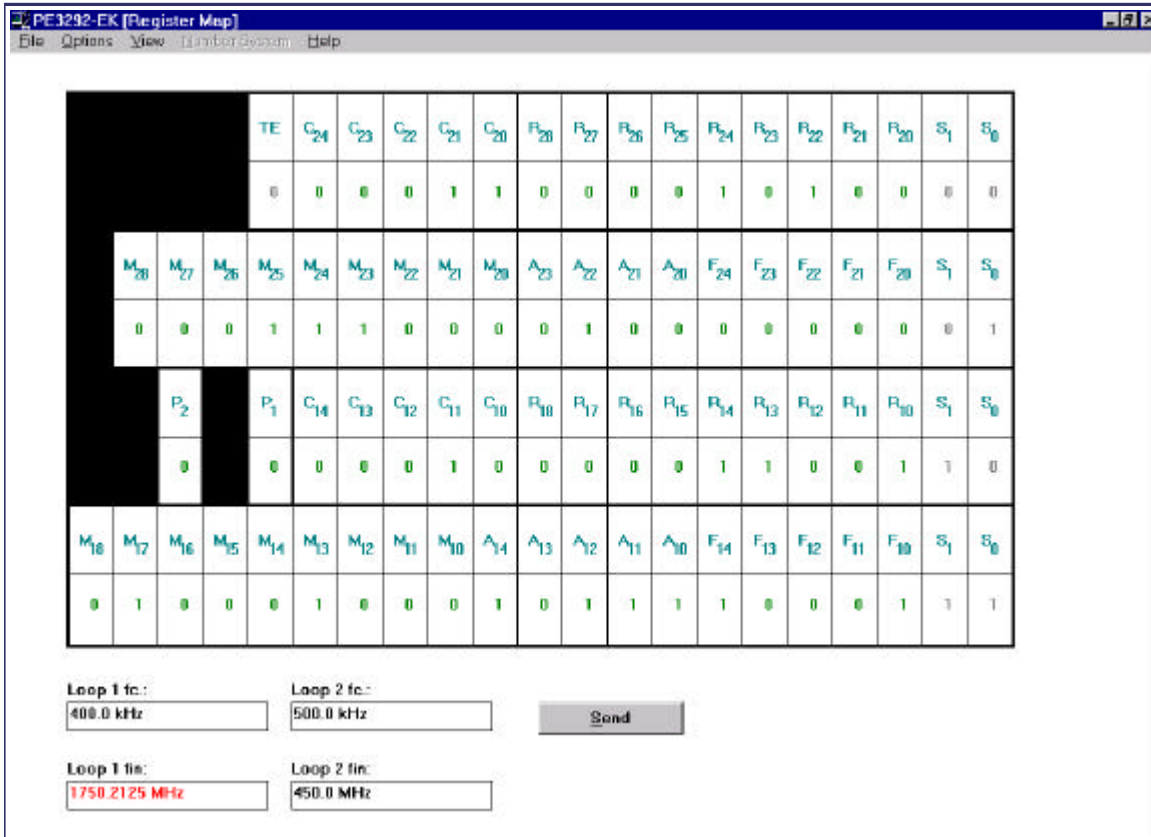 PE3292-EK [Register Map]
File Options View Number System Help
TE C24 C23 C22 C21 C20 R28 R27 R26 R25 R24 R23 R22 R21 R20 S1 S0
0 0 0 0 1 1 0 0 0 0 1 0 1 0 0 0 0
M28 M27 M26 M25 M24 M23 M22 M21 M20 A23 A22 A21 A20 F24 F23 F22 F21 F20 S1 S0
0 0 0 1 1 1 0 0 0 0 1 0 0 0 0 0 0 0 0 1
P2 P1 C14 C13 C12 C11 C10 R18 R17 R16 R15 R14 R13 R12 R11 R10 S1 S0
0 0 0 0 0 1 0 0 0 0 0 1 1 0 0 1 1 0
M18 M17 M16 M15 M14 M13 M12 M11 M10 A14 A13 A12 A11 A10 F14 F13 F12 F11 F10 S1 S0
0 1 0 0 0 1 0 0 0 1 0 1 1 1 1 0 0 0 1 1 1
Loop 1 fc.: Loop 2 fc.:
400.0 kHz 500.0 kHz Send
Loop 1 fin: Loop 2 fin:
1750.2125 MHz 450.0 MHz